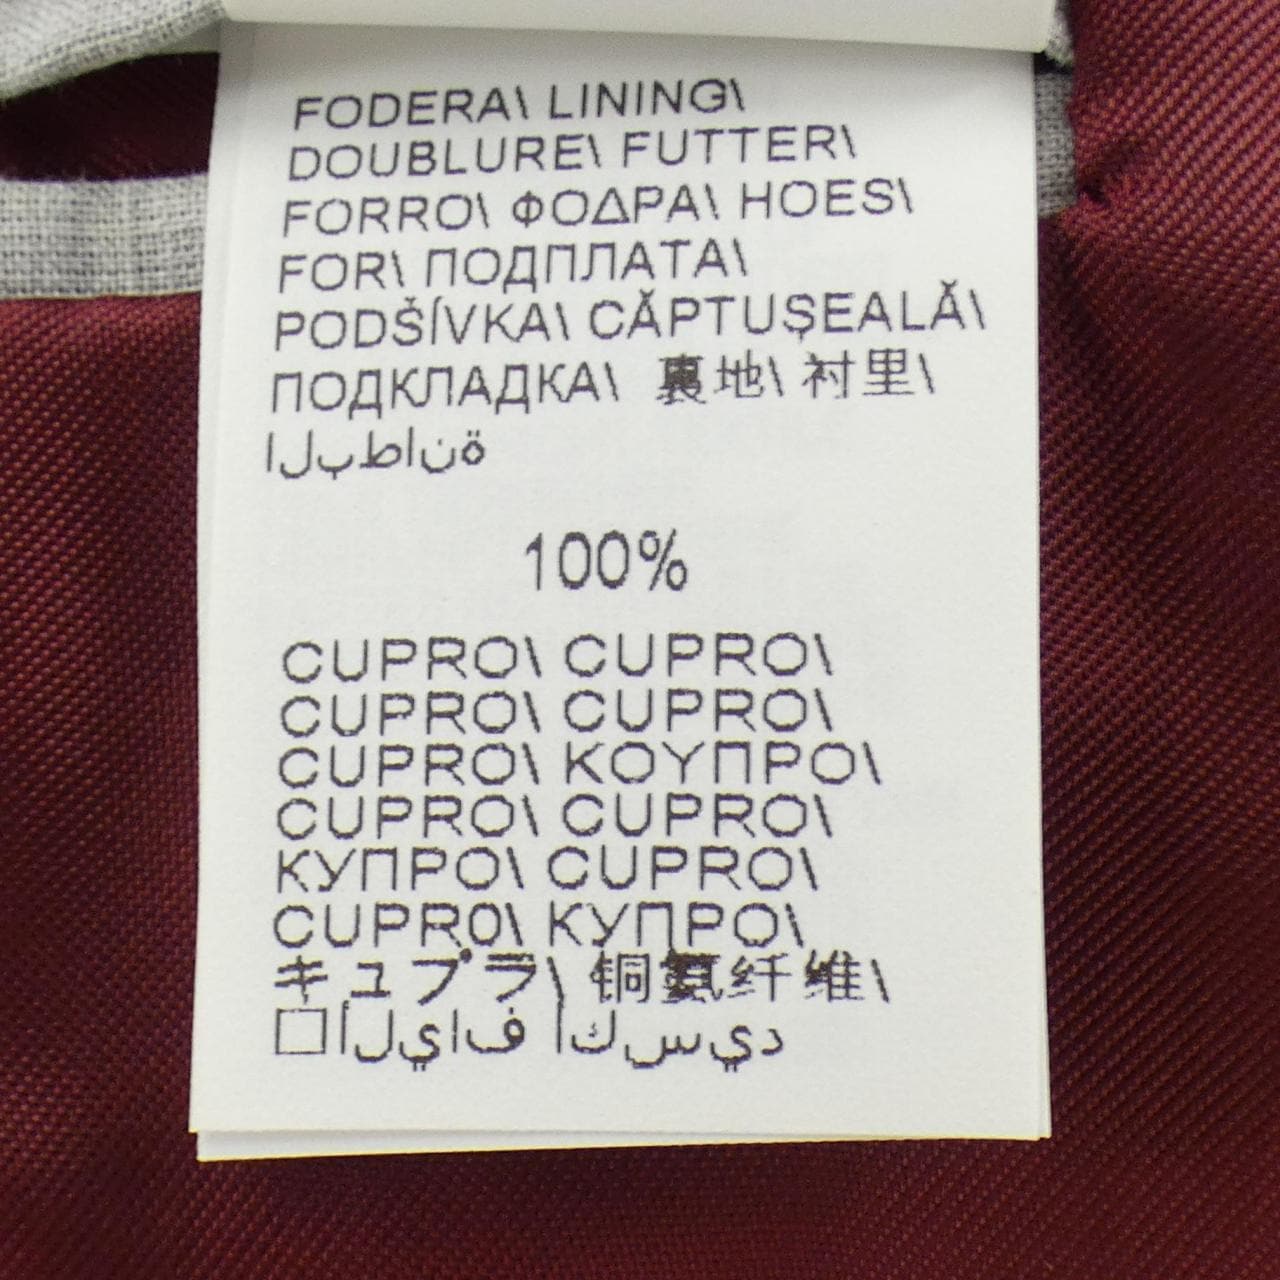 FODERA\ LINING\
DOUBLURE\ FUTTER\
FORRO\ ΦΟΔΡΑ\ HOES\
FOR\ ПОДПЛАТА\
PODŠÍVKA\ CĂPTUŞEALĂ\
ПОДКЛАДКА\ 裏地\ 衬里\
ا ل ب ط ا ن ة
100%
CUPRO\ CUPRO\
CUPRO\ CUPRO\
CUPRO\ ΚΟΥΠΡΟ\
CUPRO\ CUPRO\
КУПРО\ CUPRO\
CUPRO\ КУПРО\
キュプラ\ 铜氨纤维\
□أ ل ي ا ف أ ك س ي د